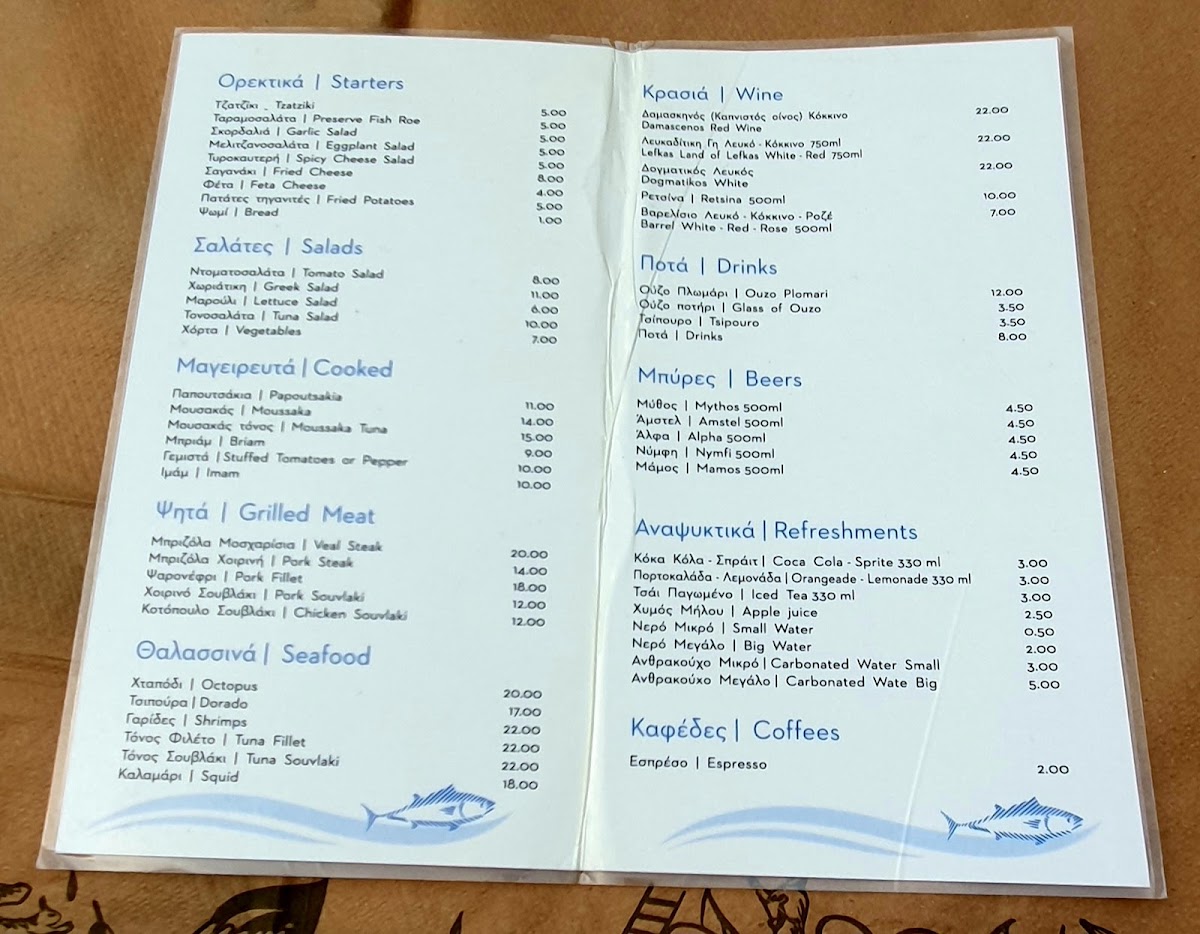 Ορεκτικά | Starters
Τζατζίκι - Tzatziki 5.00
Ταραμοσαλάτα | Preserve Fish Roe 5.00
Σκορδαλιά | Garlic Salad 5.00
Μελιτζανοσαλάτα | Eggplant Salad 5.00
Τυροκαυτερή | Spicy Cheese Salad 5.00
Σαγανάκι | Fried Cheese 8.00
Φέτα | Feta Cheese 4.00
Πατάτες τηγανιτές | Fried Potatoes 5.00
Ψωμί | Bread 1.00
Σαλάτες | Salads
Ντοματοσαλάτα | Tomato Salad 8.00
Χωριάτικη | Greek Salad 11.00
Μαρούλι | Lettuce Salad 6.00
Τονοσαλάτα | Tuna Salad 10.00
Χόρτα | Vegetables 7.00
Μαγειρευτά | Cooked
Παπουτσάκια | Papoutsakia 11.00
Μουσακάς | Moussaka 14.00
Μουσακάς τόνος | Moussaka Tuna 15.00
Μπριάμ | Briam 9.00
Γεμιστά | Stuffed Tomatoes or Pepper 10.00
Ιμάμ | Imam 10.00
Ψητά | Grilled Meat
Μπριζόλα Μοσχαρίσια | Veal Steak 20.00
Μπριζόλα Χοιρινή | Pork Steak 14.00
Ψαρονέφρι | Pork Fillet 18.00
Χοιρινό Σουβλάκι | Pork Souvlaki 12.00
Κοτόπουλο Σουβλάκι | Chicken Souvlaki 12.00
Θαλασσινά | Seafood
Χταπόδι | Octopus 20.00
Τσιπούρα | Dorado 17.00
Γαρίδες | Shrimps 22.00
Τόνος Φιλέτο | Tuna Fillet 22.00
Τόνος Σουβλάκι | Tuna Souvlaki 22.00
Καλαμάρι | Squid 18.00
Κρασιά | Wine
Δαμασκηνός (Καπνιστός οίνος) Κόκκινο 22.00
Damascenos Red Wine
Λευκαδίτικη Γη Λευκό - Κόκκινο 750ml 22.00
Lefkas Land of Lefkas White - Red 750ml
Δογματικός Λευκός 22.00
Dogmatikos White
Ρετσίνα | Retsina 500ml 10.00
Βαρελίσιο Λευκό - Κόκκινο - Ροζέ 7.00
Barrel White - Red - Rose 500ml
Ποτά | Drinks
Ούζο Πλωμάρι | Ouzo Plomari 12.00
Ούζο ποτήρι | Glass of Ouzo 3.50
Τσίπουρο | Tsipouro 3.50
Ποτά | Drinks 8.00
Μπύρες | Beers
Μύθος | Mythos 500ml 4.50
Άμστελ | Amstel 500ml 4.50
Άλφα | Alpha 500ml 4.50
Νύμφη | Nymfi 500ml 4.50
Μάμος | Mamos 500ml 4.50
Αναψυκτικά | Refreshments
Κόκα Κόλα - Σπράιτ | Coca Cola - Sprite 330 ml 3.00
Πορτοκαλάδα - Λεμονάδα | Orangeade - Lemonade 330 ml 3.00
Τσάι Παγωμένο | Iced Tea 330 ml 3.00
Χυμός Μήλου | Apple juice 2.50
Νερό Μικρό | Small Water 0.50
Νερό Μεγάλο | Big Water 2.00
Ανθρακούχο Μικρό | Carbonated Water Small 3.00
Ανθρακούχο Μεγάλο | Carbonated Wate Big 5.00
Καφέδες | Coffees
Εσπρέσο | Espresso 2.00